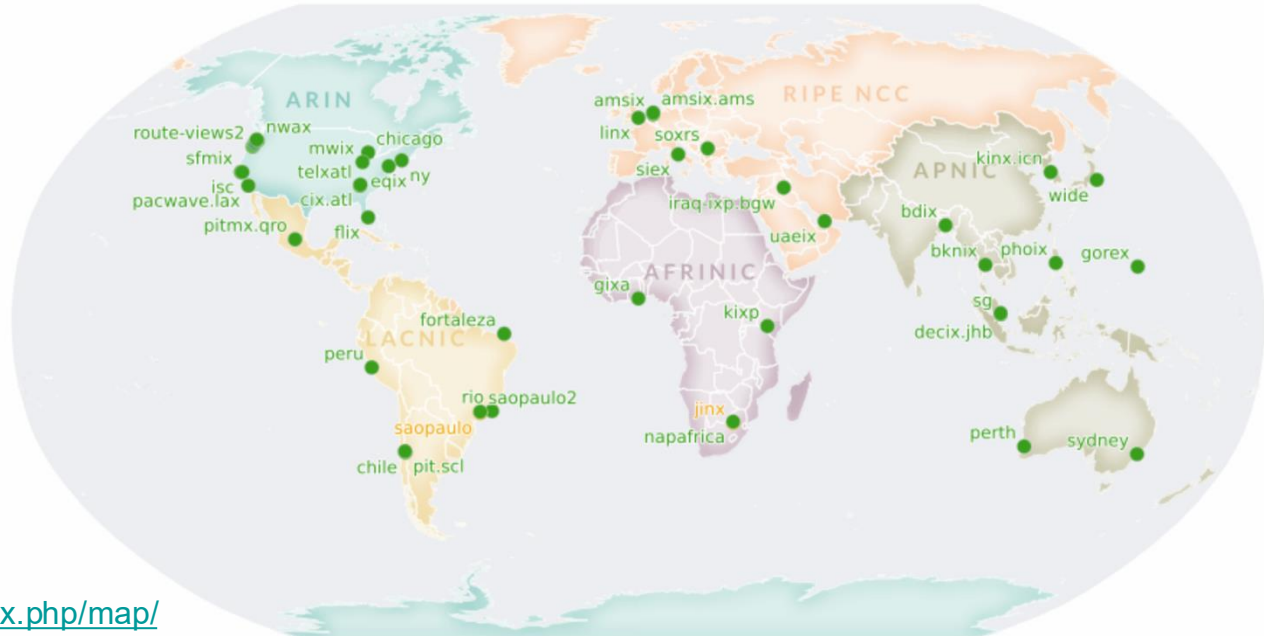 ARIN
RIPE NCC
amsix
amsix.ams
route-views2
nwax
linx
soxrs
mwix
chicago
sfmix
telxatl
siex
kinx.icn
APNIC
isc
eqix
ny
pacwave.lax
cix.atl
iraq-ixp.bgw
wide
pitmx.qro
flix
uaeix
bdix
bknix
phoix
gorex
AFRINIC
gixa
kixp
sg
decix.jhb
fortaleza
LACNIC
peru
rio
saopaulo2
saopaulo
jinx
napafrica
perth
sydney
chile
pit.scl
x.php/map/